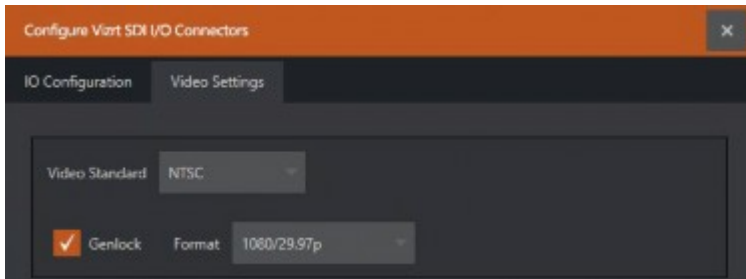 Configure Vizrt SDI I/O Connectors
IO Configuration Video Settings
Video Standard NTSC
Genlock Format 1080/29.97p